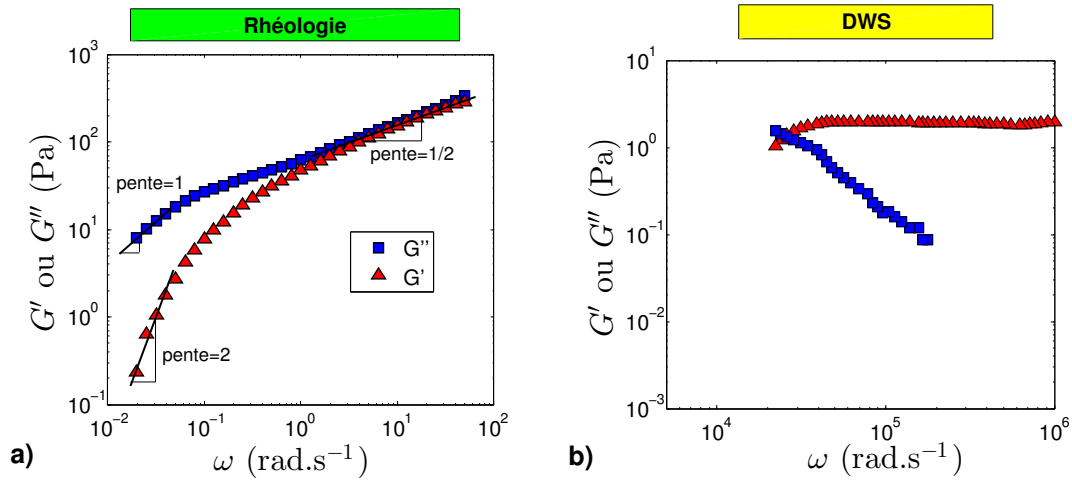 Rhéologie
10^3
10^2
10^1
10^0
10^-1
G' ou G'' (Pa)
pente=1
pente=1/2
pente=2
G''
G'
10^-2
10^-1
10^0
10^1
10^2
ω (rad.s^-1)
a)
DWS
10^2
10^1
10^0
10^-1
10^-2
10^-3
G' ou G'' (Pa)
10^4
10^5
10^6
ω (rad.s^-1)
b)